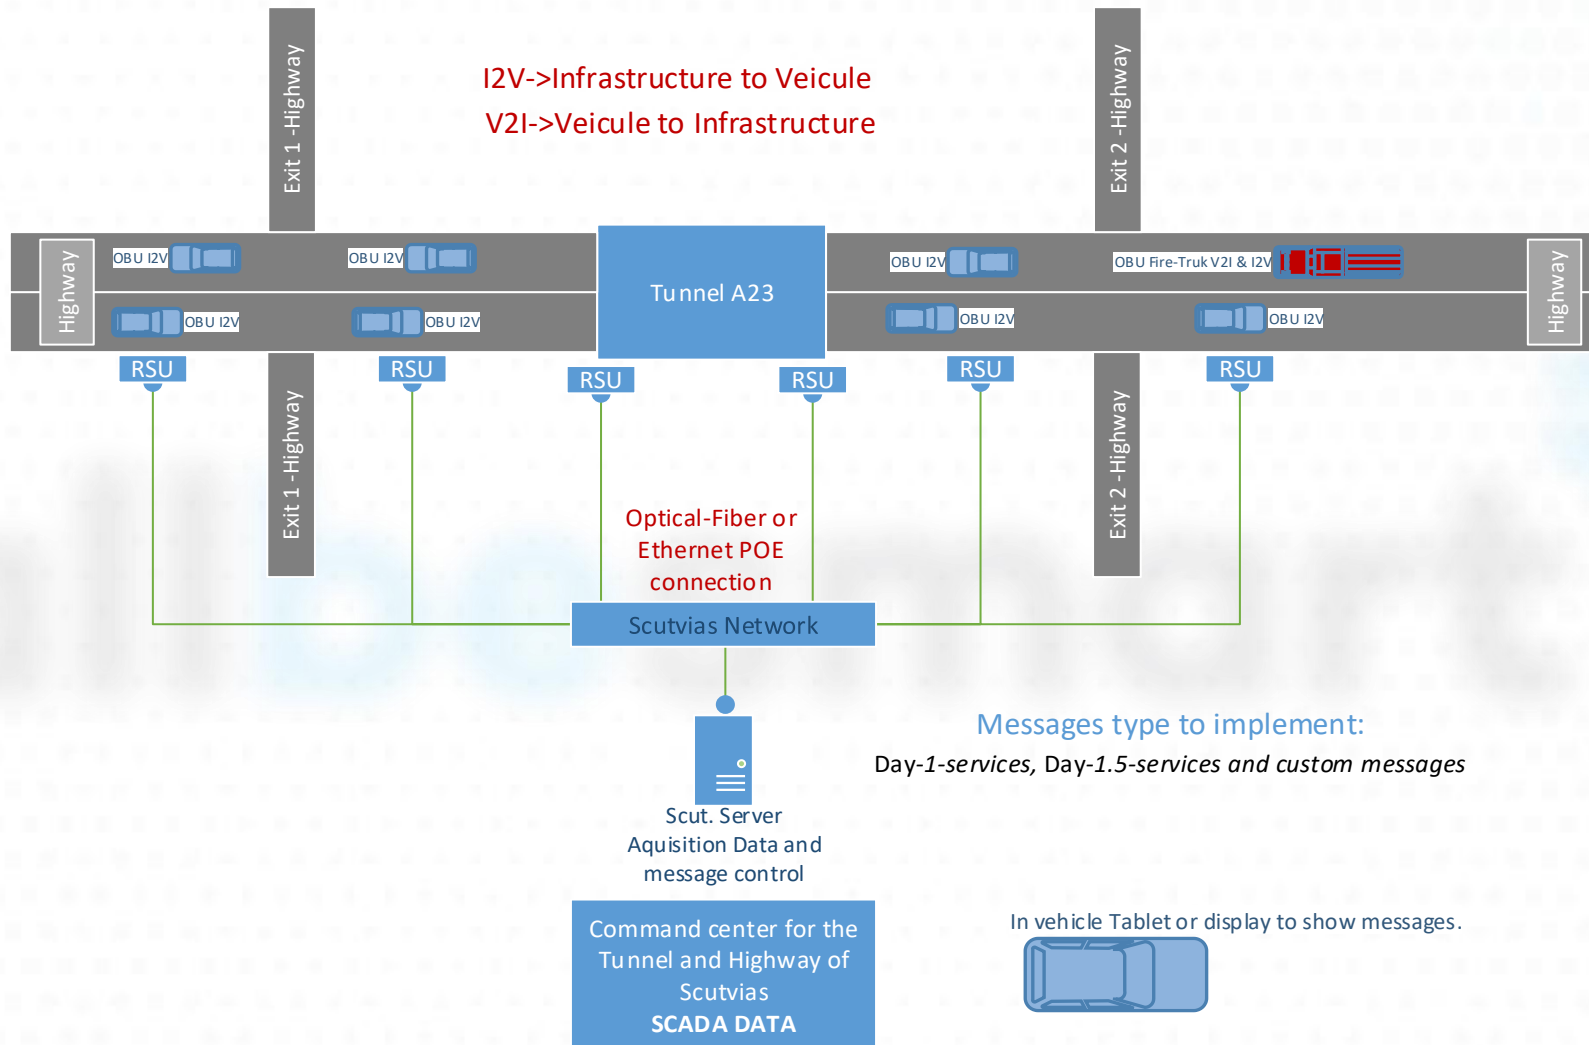 I2V->Infrastructure to Veicule
V2I->Veicule to Infrastructure
Exit 1 -Highway
Exit 2 -Highway
Highway
OBU I2V
OBU I2V
Tunnel A23
OBU I2V
OBU Fire-Truk V2I & I2V
Highway
OBU I2V
OBU I2V
OBU I2V
OBU I2V
RSU
RSU
RSU
RSU
RSU
RSU
Exit 1 -Highway
Exit 2 -Highway
Optical-Fiber or
Ethernet POE
connection
Scutvias Network
Messages type to implement:
Day-1-services, Day-1.5-services and custom messages
Scut. Server
Aquisition Data and
message control
Command center for the
Tunnel and Highway of
Scutvias
SCADA DATA
In vehicle Tablet or display to show messages.